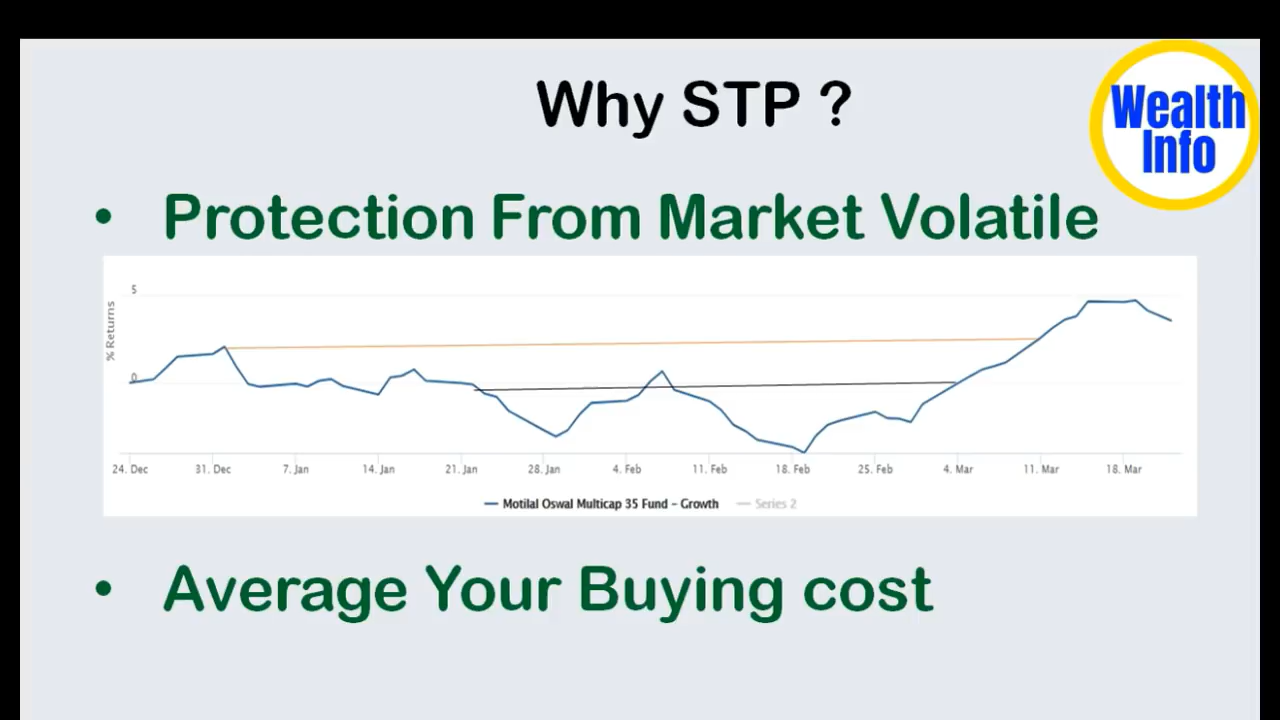 Why STP ?
Wealth
Info
• Protection From Market Volatile
5
% Returns
0
24. Dec 31. Dec 7. Jan 14. Jan 21. Jan 28. Jan 4. Feb 11. Feb 18. Feb 25. Feb 4. Mar 11. Mar 18. Mar
Motilal Oswal Multicap 35 Fund – Growth Series 2
• Average Your Buying cost